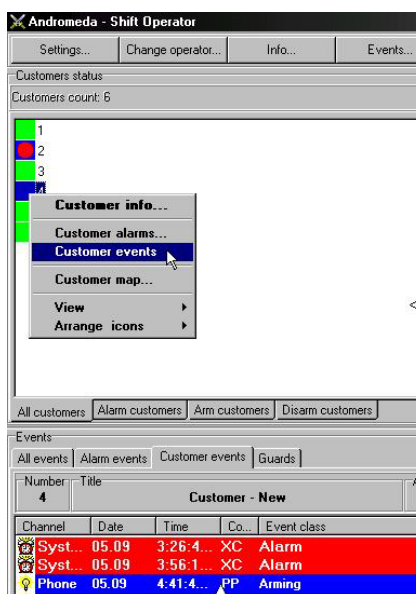 Andromeda - Shift Operator
Settings... Change operator... Info... Events...
Customers status
Customers count: 6
1
2
3
4
Customer info...
Customer alarms...
Customer events
Customer map...
View
Arrange icons
All customers Alarm customers Arm customers Disarm customers
Events
All events Alarm events Customer events Guards
Number Title
4 Customer - New
Channel Date Time Co... Event class
Syst... 05.09 3:26:4... XC Alarm
Syst... 05.09 3:56:1... XC Alarm
Phone 05.09 4:41:4... PP Arming